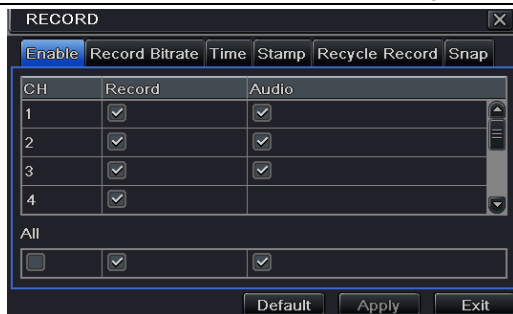 RECORD
Enable Record Bitrate Time Stamp Recycle Record Snap
CH Record Audio
1
2
3
4
All
Default Apply Exit